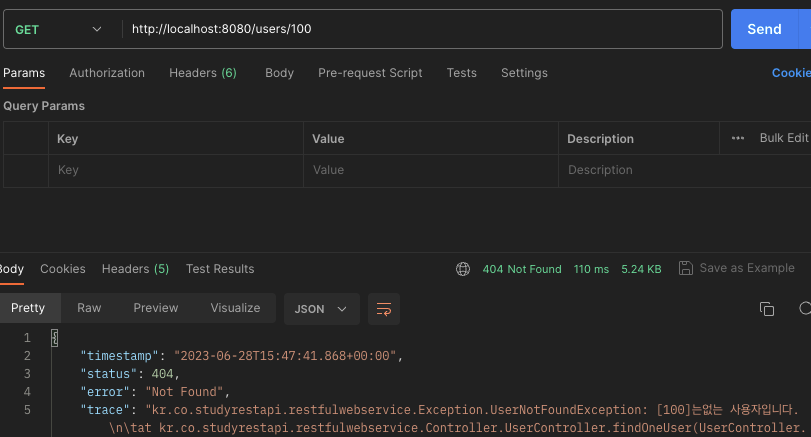 GET http://localhost:8080/users/100 Send
Params Authorization Headers (6) Body Pre-request Script Tests Settings Cookie
Query Params
Key Value Description Bulk Edit
Key Value Description
Body Cookies Headers (5) Test Results 404 Not Found 110 ms 5.24 KB Save as Example
Pretty Raw Preview Visualize JSON
1 {
2 "timestamp": "2023-06-28T15:47:41.868+00:00",
3 "status": 404,
4 "error": "Not Found",
5 "trace": "kr.co.studyrestapi.restfulwebservice.Exception.UserNotFoundException: [100]는없는 사용자입니다.
\n\tat kr.co.studyrestapi.restfulwebservice.Controller.UserController.findOneUser(UserController.